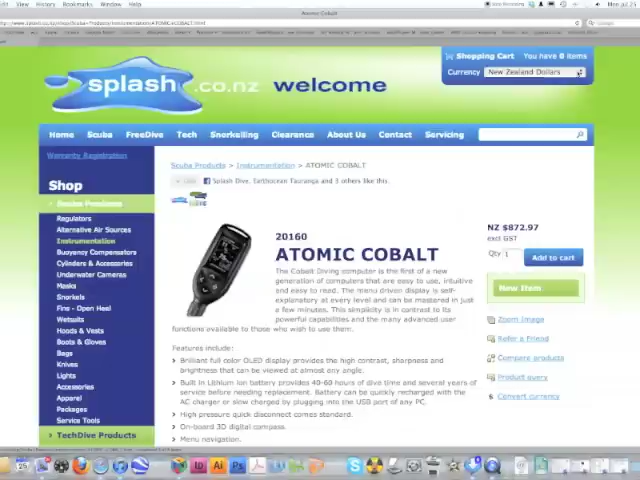 View History Bookmarks Window Help
Atomic Cobalt
Shopping Cart You have 0 items
Currency New Zealand Dollars
splash.co.nz welcome
Home Scuba FreeDive Tech Snorkelling Clearance About Us Contact Servicing
Warranty Registration
Scuba Products > Instrumentation > ATOMIC COBALT
Splash Dive, Earthocean Tauranga and 3 others like this.
Shop
Scuba Products
Regulators
Alternative Air Sources
Instrumentation
Buoyancy Compensators
Cylinders & Accessories
Underwater Cameras
Masks
Snorkels
Fins - Open Heel
Wetsuits
Hoods & Vests
Boots & Gloves
Bags
Knives
Lights
Accessories
Apparel
Packages
Service Tools
TechDive Products
20160
ATOMIC COBALT
The Cobalt Diving computer is the first of a new
generation of computers that are easy to use, intuitive
and easy to read. The menu driven display is self-
explanatory at every level and can be mastered in just
a few minutes. This simplicity is in contrast to its
powerful capabilities and the many advanced user
functions available to those who wish to use them.
Features include:
Brilliant full color OLED display provides the high contrast, sharpness and
brightness that can be viewed at almost any angle.
Built in Lithium Ion battery provides 40-60 hours of dive time and several years of
service before needing replacement. Battery can be quickly recharged with the
AC charger or slow charged by plugging into the USB port of any PC.
High pressure quick disconnect comes standard.
On-board 3D digital compass.
Menu navigation.
NZ $872.97
excl GST
Qty 1 Add to cart
New Item
Zoom Image
Refer a Friend
Compare products
Product query
Convert currency